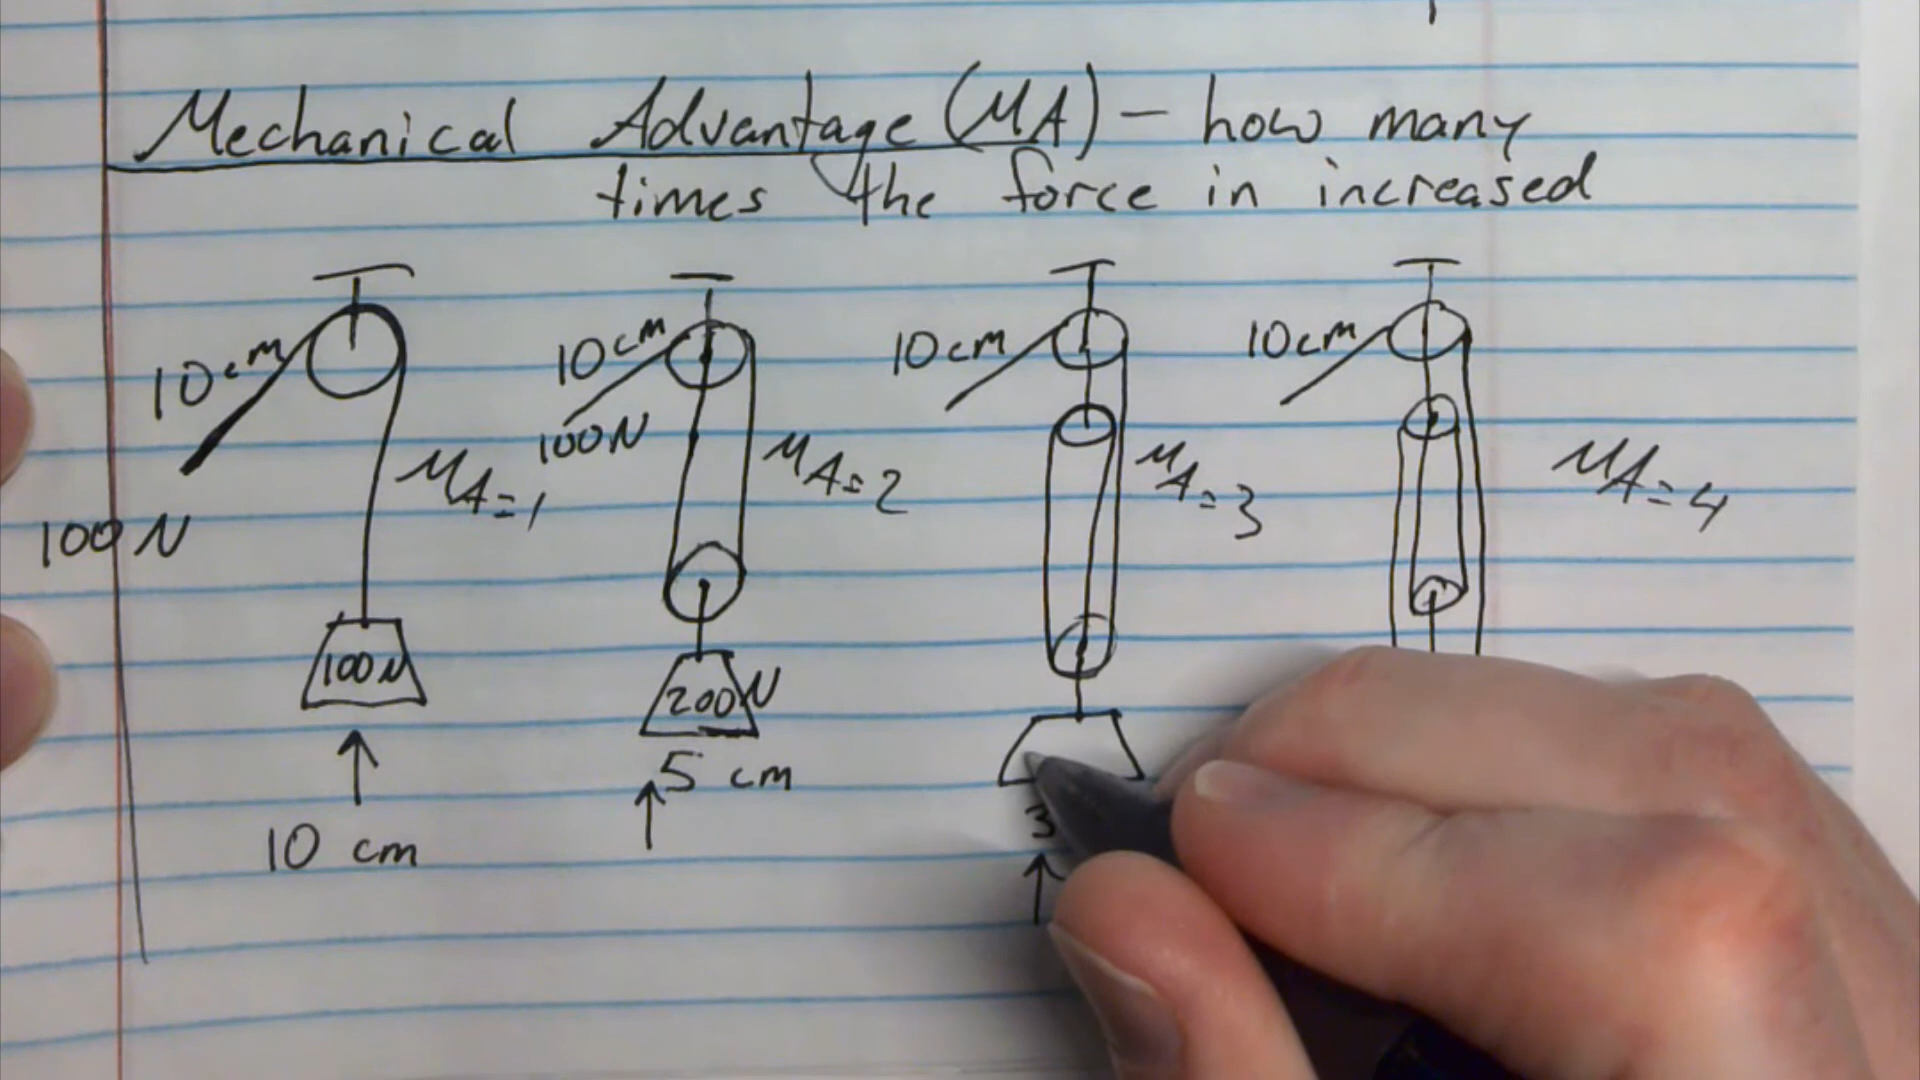 Mechanical Advantage (MA) - how many
times the force in increased
10cm
100N
MA=1
100N
10 cm
10cm
100N
MA=2
200N
5 cm
10cm
MA=3
3
10cm
MA=4